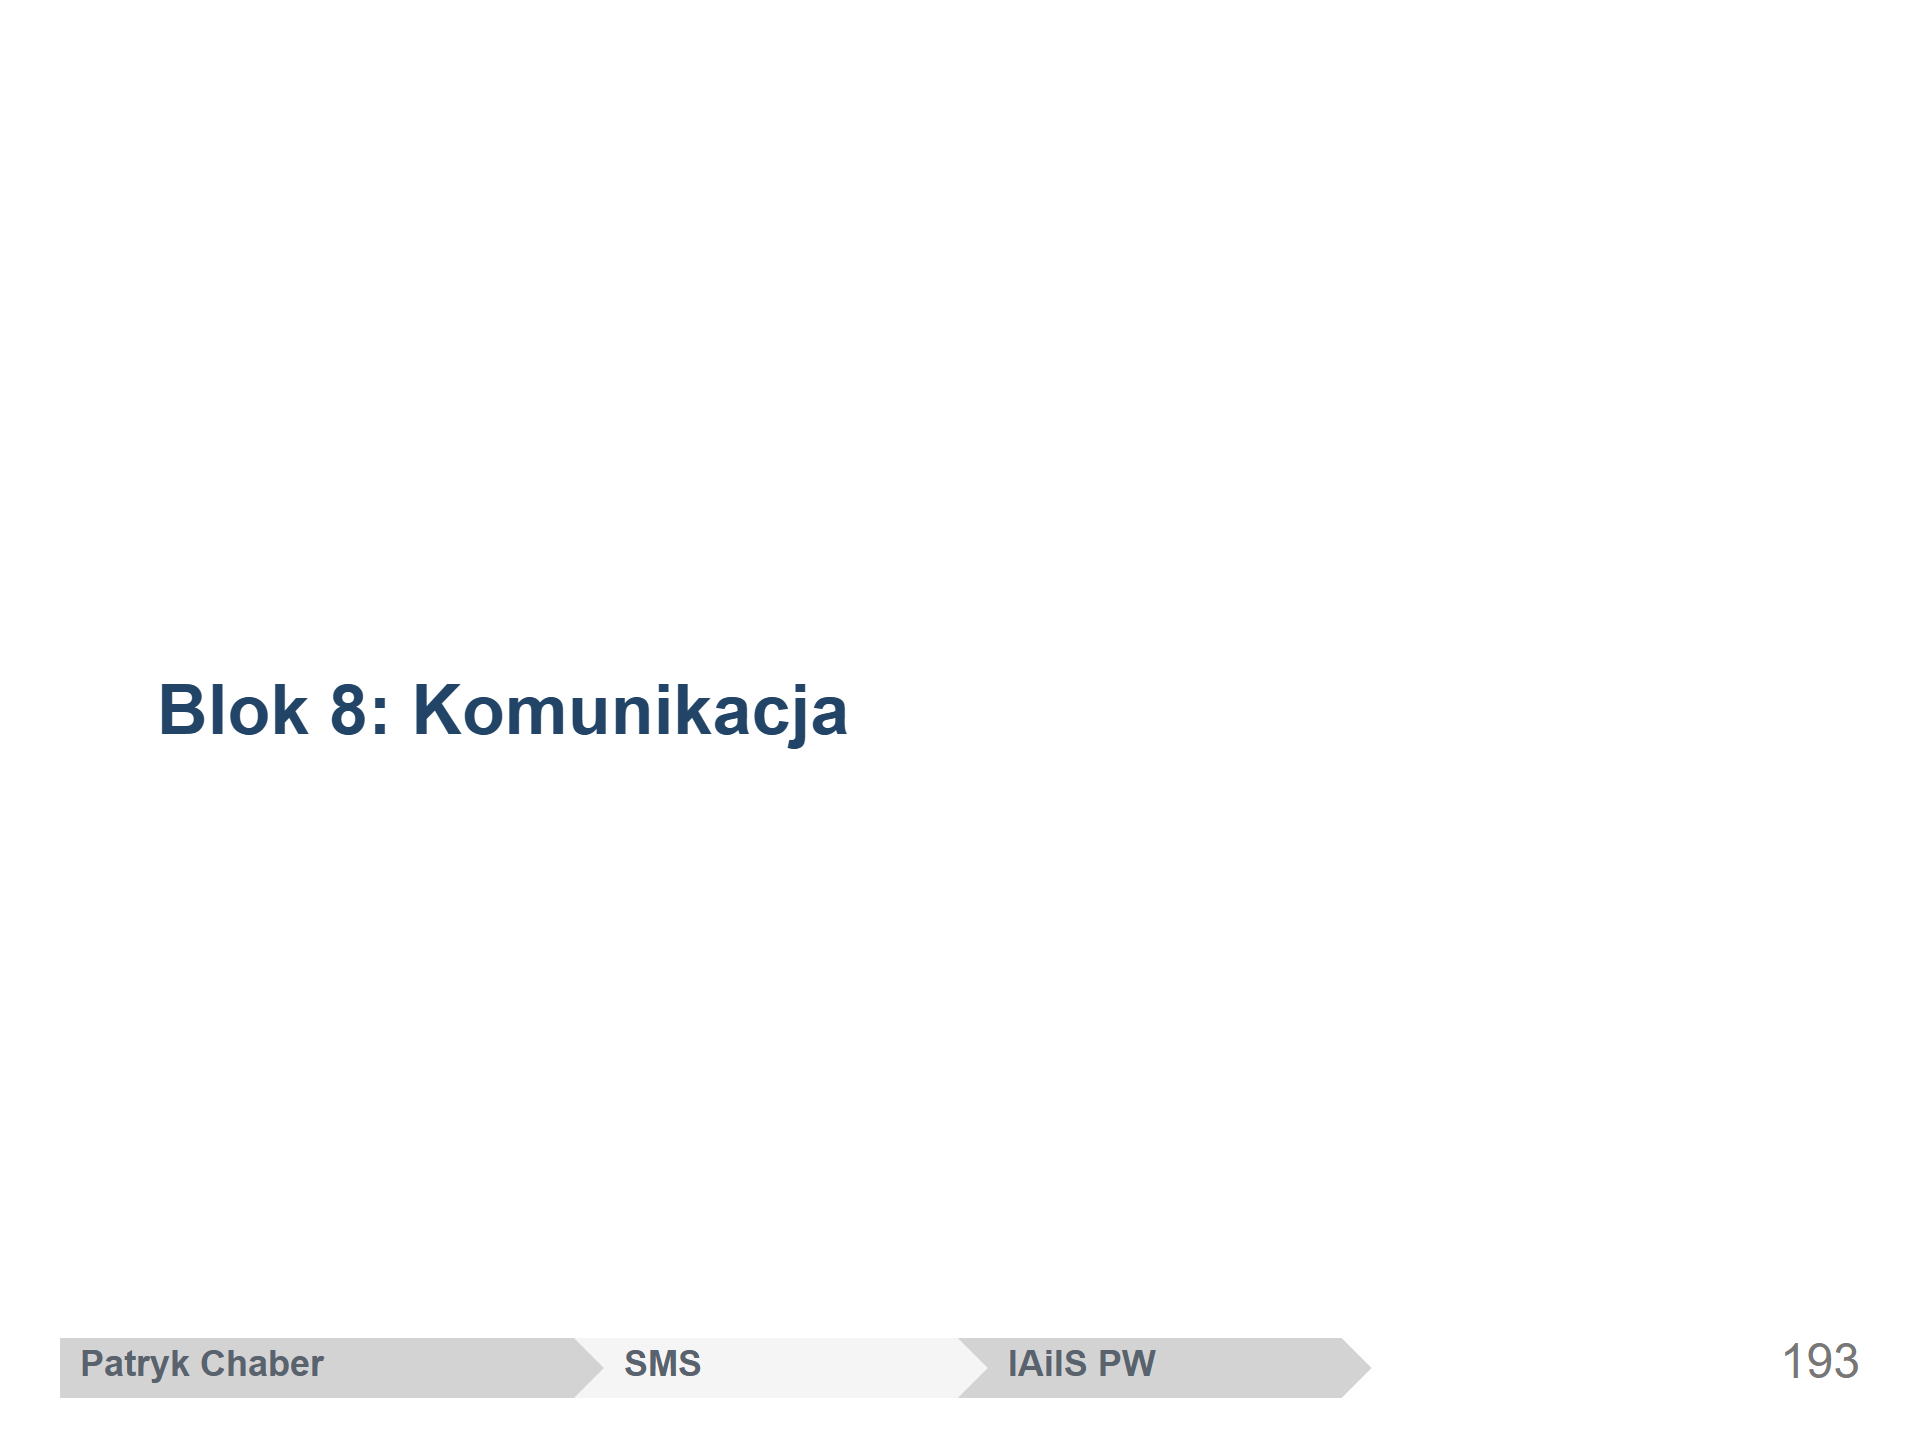 Blok 8: Komunikacja
Patryk Chaber
SMS
IAiIS PW
193